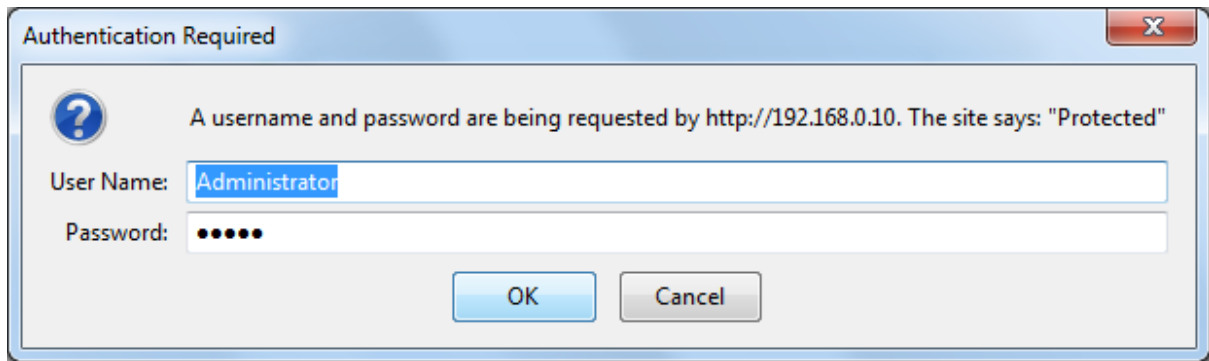 Authentication Required
A username and password are being requested by http://192.168.0.10. The site says: "Protected"
User Name: Administrator
Password: •••••
OK Cancel